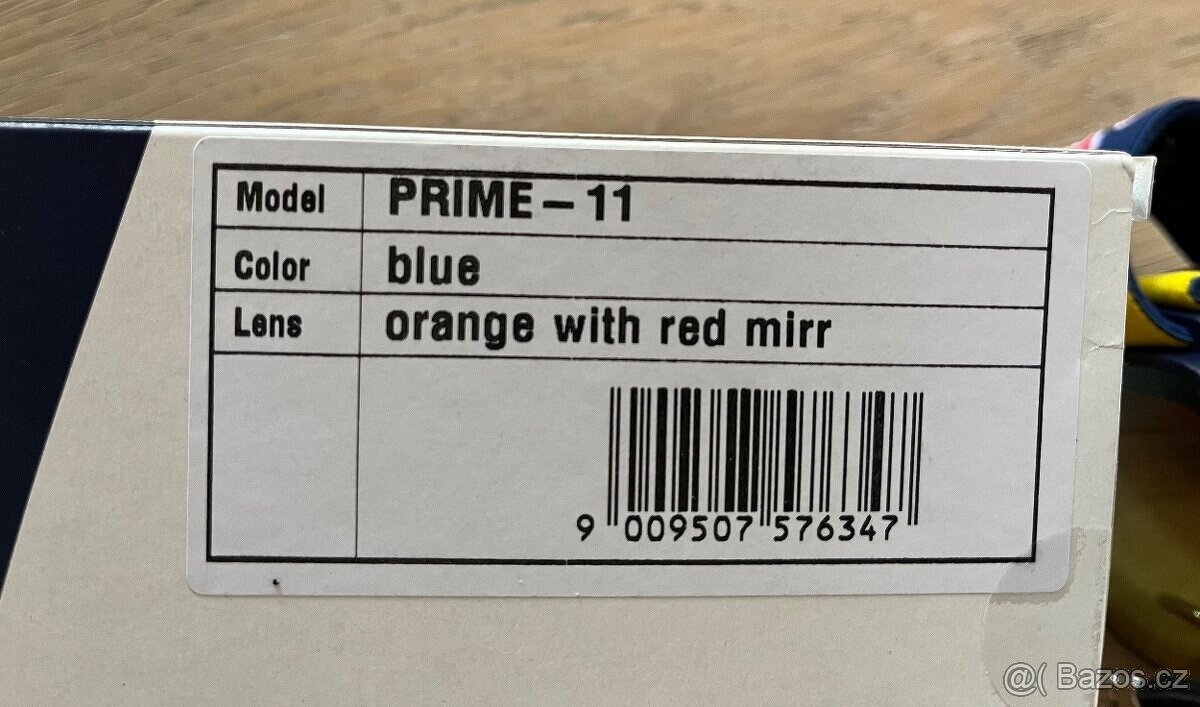 Model PRIME-11
Color blue
Lens orange with red mirr
9 009507 576347
@( Bazos.cz